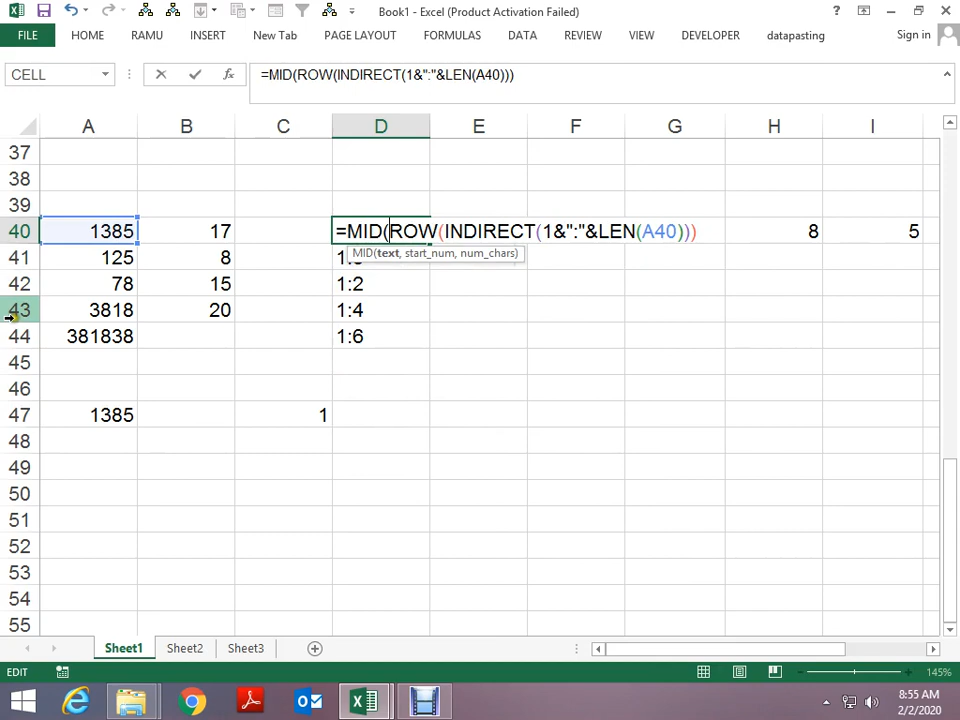 Book1 - Excel (Product Activation Failed)
?
FILE HOME RAMU INSERT New Tab PAGE LAYOUT FORMULAS DATA REVIEW VIEW DEVELOPER datapasting Sign in
CELL fx =MID(ROW(INDIRECT(1&":"&LEN(A40)))
A B C D E F G H I
37
38
39
40 1385 17 =MID(ROW(INDIRECT(1&":"&LEN(A40))) 8 5
MID(text, start_num, num_chars)
41 125 8
42 78 15 1:2
43 3818 20 1:4
44 381838 1:6
45
46
47 1385 1
48
49
50
51
52
53
54
55
Sheet1 Sheet2 Sheet3
EDIT 145%
8:55 AM
2/2/2020